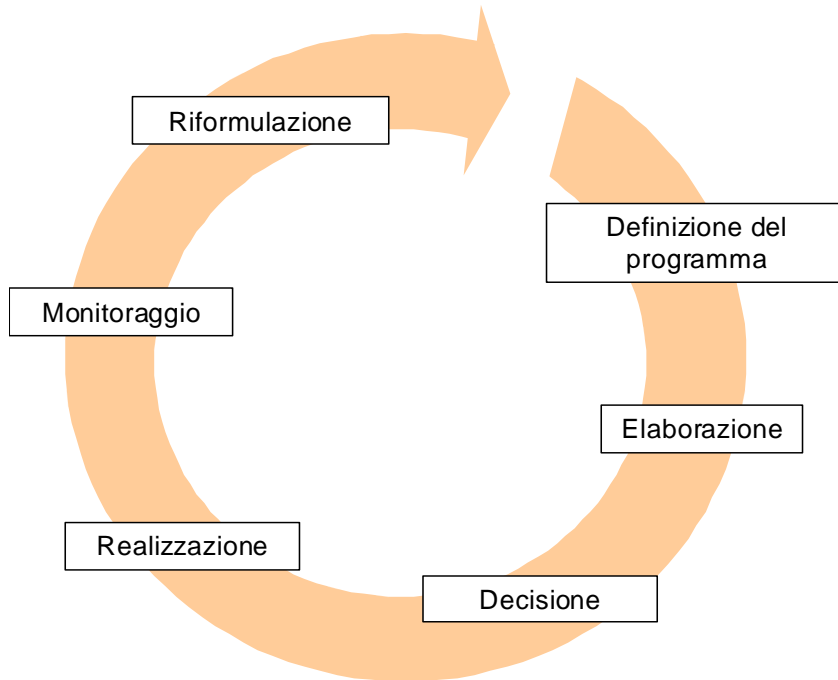 Riformulazione
Definizione del
programma
Monitoraggio
Elaborazione
Realizzazione
Decisione